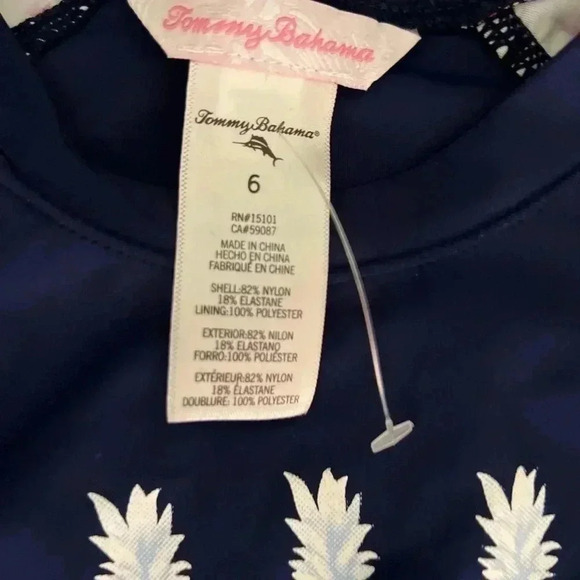 Tommy Bahama
Tommy Bahama®
6
RN#15101
CA#59087
MADE IN CHINA
HECHO EN CHINA
FABRIQUÉ EN CHINE
SHELL:82% NYLON
18% ELASTANE
LINING:100% POLYESTER
EXTERIOR:82% NILON
18% ELASTANO
FORRO:100% POLIÉSTER
EXTÉRIEUR:82% NYLON
18% ÉLASTANE
DOUBLURE: 100% POLYESTER